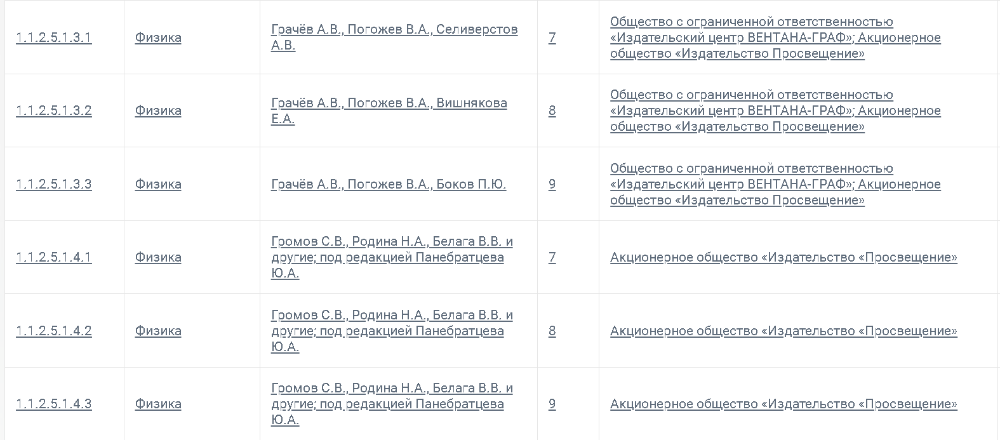 1.1.2.5.1.3.1
Физика
Грачёв А.В., Погожев В.А., Селиверстов
А.В.
7
Общество с ограниченной ответственностью
«Издательский центр ВЕНТАНА-ГРАФ»; Акционерное
общество «Издательство Просвещение»
1.1.2.5.1.3.2
Физика
Грачёв А.В., Погожев В.А., Вишнякова
Е.А.
8
Общество с ограниченной ответственностью
«Издательский центр ВЕНТАНА-ГРАФ»; Акционерное
общество «Издательство Просвещение»
1.1.2.5.1.3.3
Физика
Грачёв А.В., Погожев В.А., Боков П.Ю.
9
Общество с ограниченной ответственностью
«Издательский центр ВЕНТАНА-ГРАФ»; Акционерное
общество «Издательство Просвещение»
1.1.2.5.1.4.1
Физика
Громов С.В., Родина Н.А., Белага В.В. и
другие; под редакцией Панебратцева
Ю.А.
7
Акционерное общество «Издательство «Просвещение»
1.1.2.5.1.4.2
Физика
Громов С.В., Родина Н.А., Белага В.В. и
другие; под редакцией Панебратцева
Ю.А.
8
Акционерное общество «Издательство «Просвещение»
1.1.2.5.1.4.3
Физика
Громов С.В., Родина Н.А., Белага В.В. и
другие; под редакцией Панебратцева
Ю.А.
9
Акционерное общество «Издательство «Просвещение»